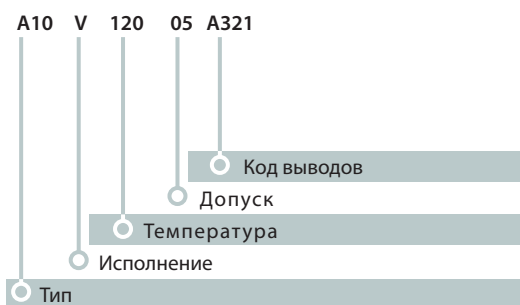 A10 V 120 05 A321
Код выводов
Допуск
Температура
Исполнение
Тип